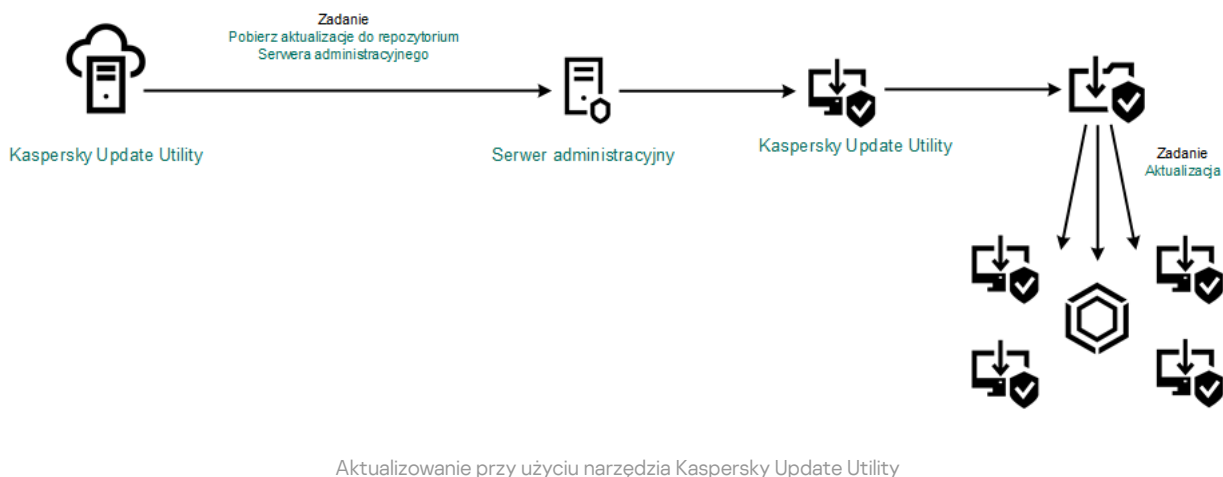 Zadanie
Pobierz aktualizacje do repozytorium
Serwera administracyjnego
Kaspersky Update Utility
Serwer administracyjny
Kaspersky Update Utility
Zadanie
Aktualizacja
Aktualizowanie przy użyciu narzędzia Kaspersky Update Utility